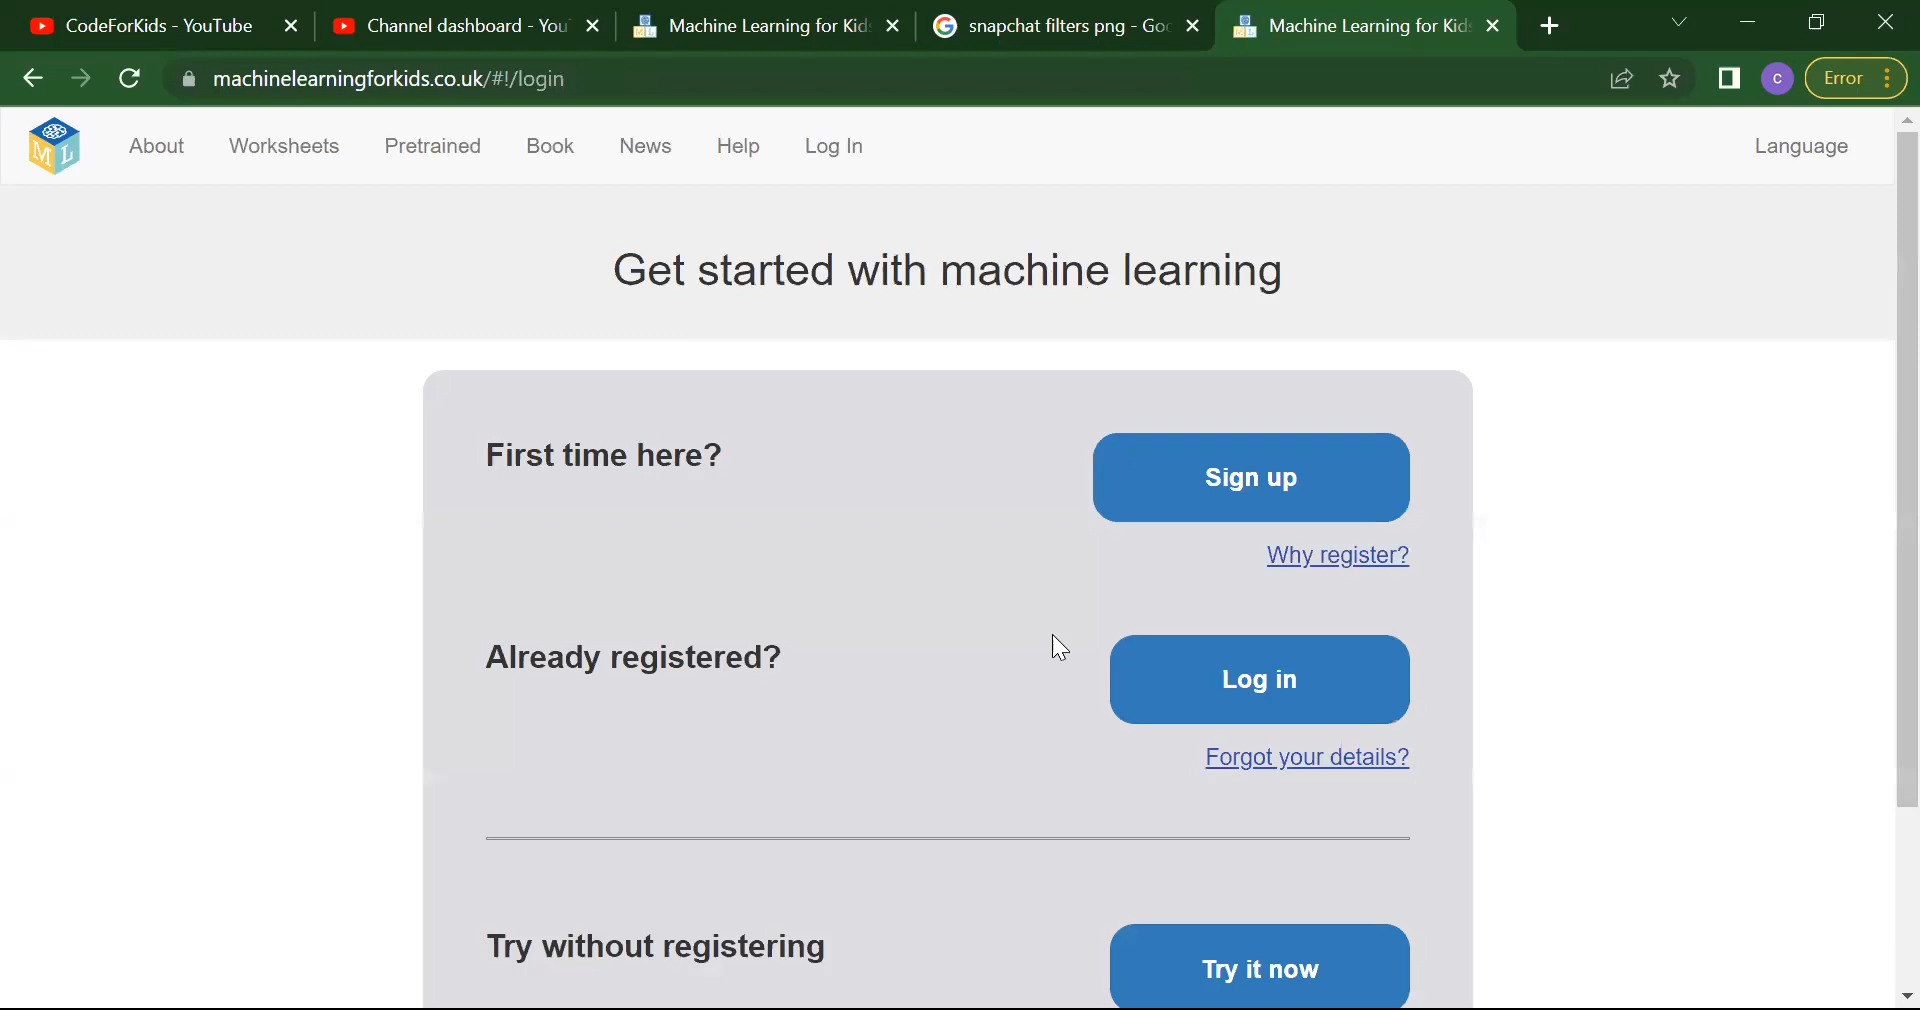 CodeForKids - YouTube
Channel dashboard - You
Machine Learning for Kid
snapchat filters png - Goo
Machine Learning for Kid
machinelearningforkids.co.uk/#!/login
C
Error
ML
About
Worksheets
Pretrained
Book
News
Help
Log In
Language
Get started with machine learning
First time here?
Sign up
Why register?
Already registered?
Log in
Forgot your details?
Try without registering
Try it now